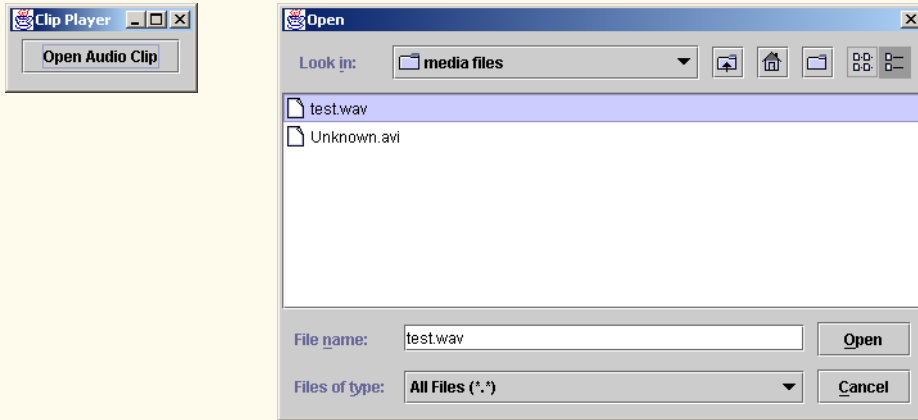 Clip Player
Open Audio Clip
Open
Look in:
media files
test.wav
Unknown.avi
File name:
test.wav
Open
Files of type:
All Files (*.*)
Cancel